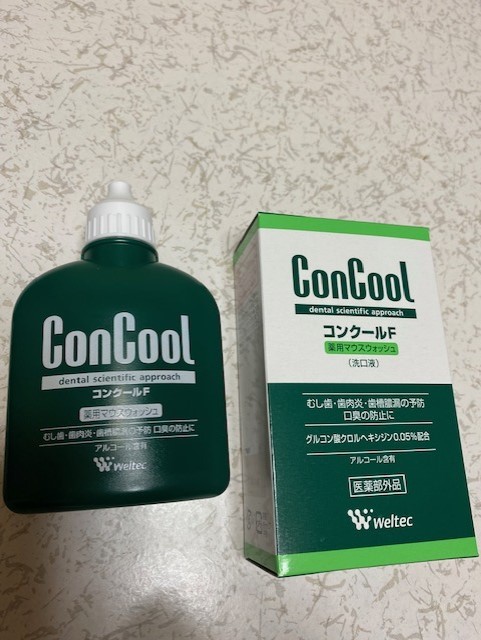 ConCool
dental scientific approach
コンクールF
薬用マウスウォッシュ
むし歯・歯肉炎・歯槽膿漏の予防 口臭の防止に
アルコール含有
Weltec
ConCool
dental scientific approach
コンクールF
薬用マウスウォッシュ
(洗口液)
むし歯・歯肉炎・歯槽膿漏の予防
口臭の防止に
グルコン酸クロルヘキシジン0.05%配合
アルコール含有
医薬部外品
Weltec